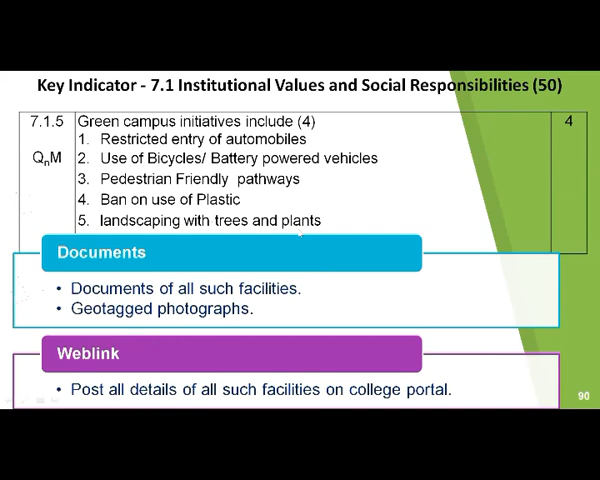 Key Indicator - 7.1 Institutional Values and Social Responsibilities (50)
7.1.5 Green campus initiatives include (4) 4
1. Restricted entry of automobiles
QnM 2. Use of Bicycles/ Battery powered vehicles
3. Pedestrian Friendly pathways
4. Ban on use of Plastic
5. landscaping with trees and plants
Documents
• Documents of all such facilities.
• Geotagged photographs.
Weblink
• Post all details of all such facilities on college portal.
90